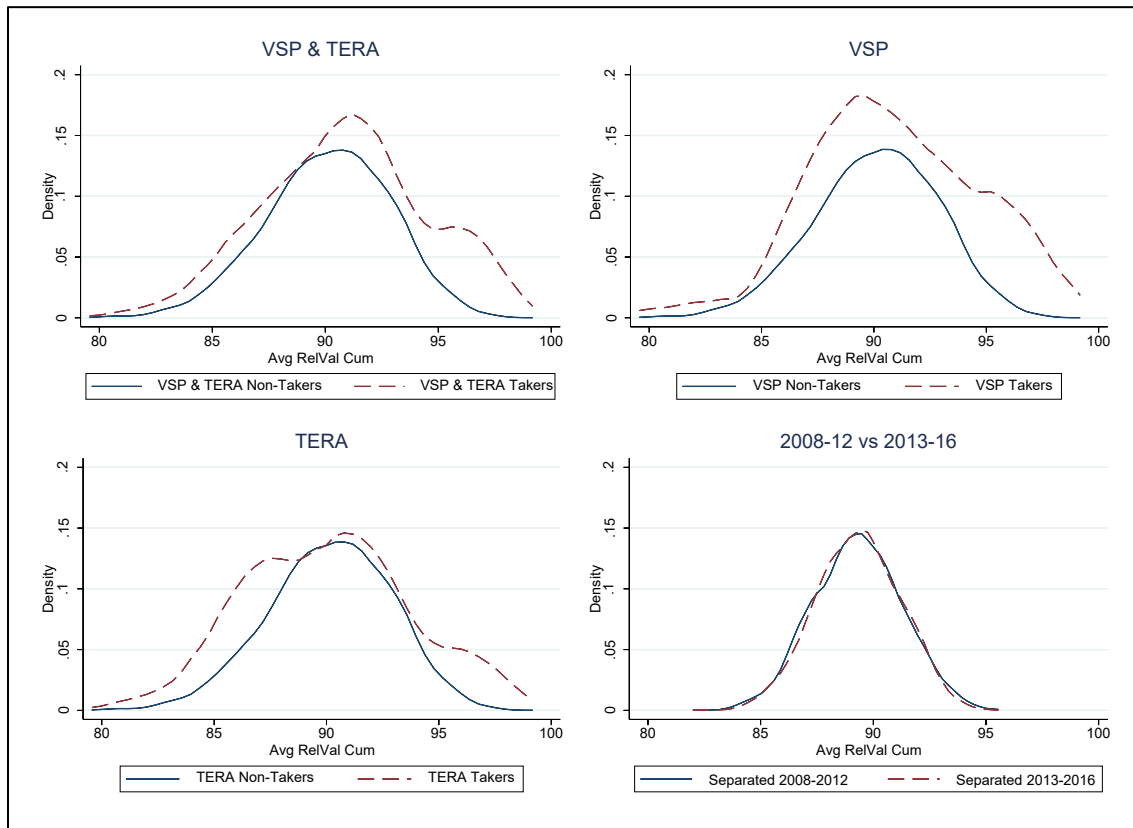 VSP & TERA
.2
.15
.1
.05
0
Density
80 85 90 95 100
Avg RelVal Cum
VSP & TERA Non-Takers VSP & TERA Takers
VSP
.2
.15
.1
.05
0
Density
80 85 90 95 100
Avg RelVal Cum
VSP Non-Takers VSP Takers
TERA
.2
.15
.1
.05
0
Density
80 85 90 95 100
Avg RelVal Cum
TERA Non-Takers TERA Takers
2008-12 vs 2013-16
.2
.15
.1
.05
0
Density
80 85 90 95 100
Avg RelVal Cum
Separated 2008-2012 Separated 2013-2016